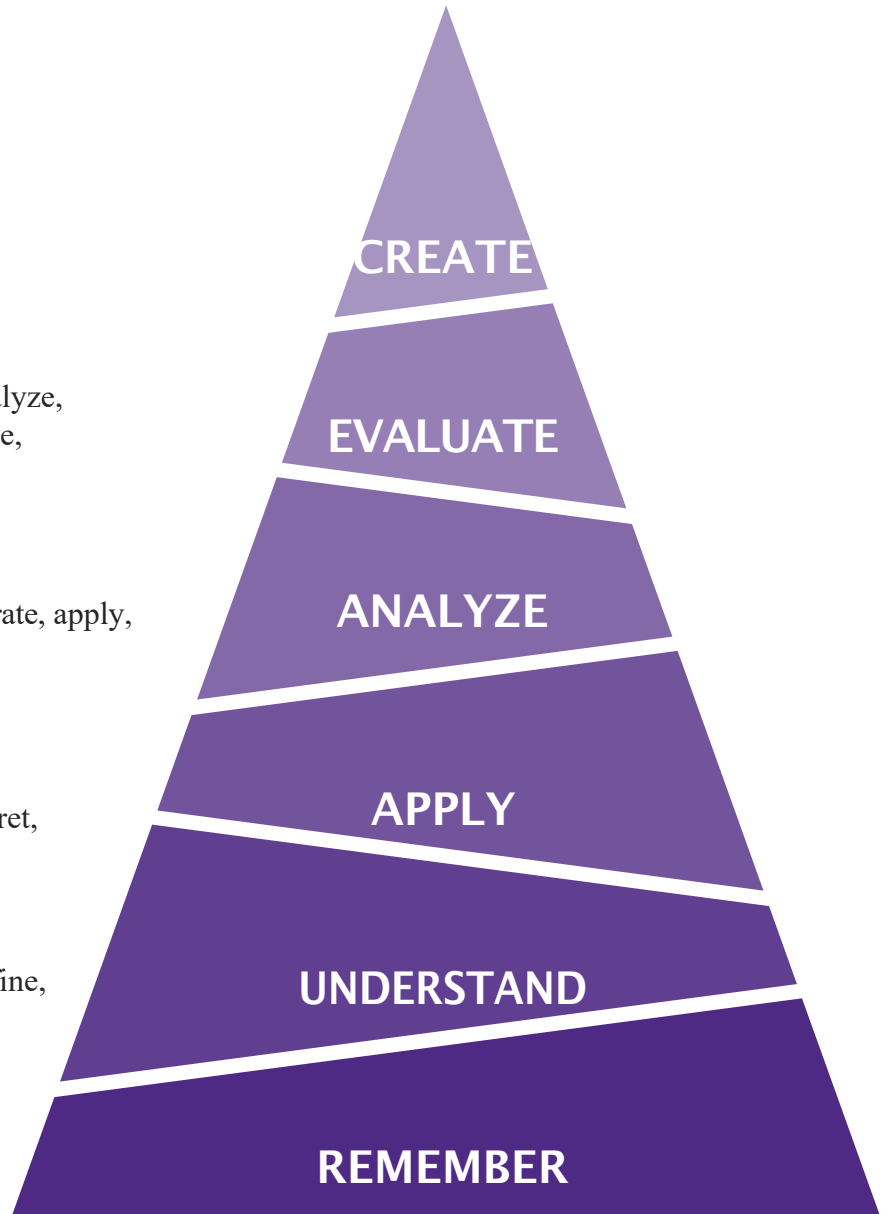 CREATE
lyze,
e,
EVALUATE
rate, apply,
ANALYZE
ret,
APPLY
fine,
UNDERSTAND
REMEMBER